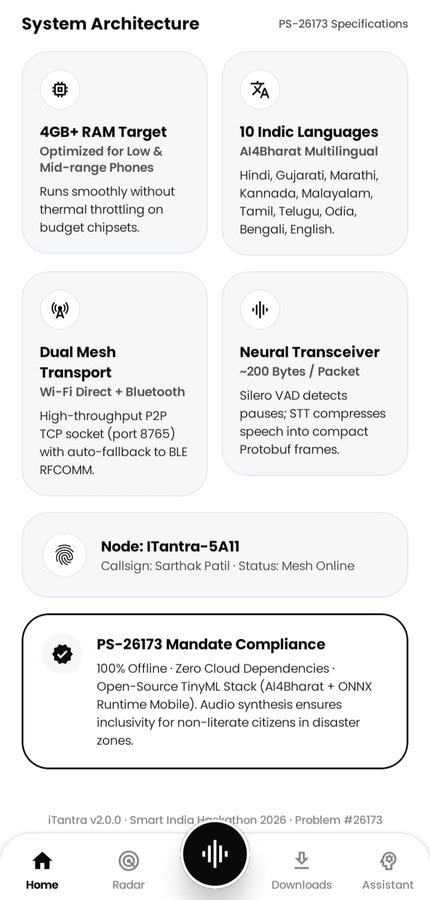 System Architecture
PS-26173 Specifications
4GB+ RAM Target
Optimized for Low &
Mid-range Phones
Runs smoothly without
thermal throttling on
budget chipsets.
10 Indic Languages
AI4Bharat Multilingual
Hindi, Gujarati, Marathi,
Kannada, Malayalam,
Tamil, Telugu, Odia,
Bengali, English.
Dual Mesh
Transport
Wi-Fi Direct + Bluetooth
High-throughput P2P
TCP socket (port 8765)
with auto-fallback to BLE
RFCOMM.
Neural Transceiver
~200 Bytes / Packet
Silero VAD detects
pauses; STT compresses
speech into compact
Protobuf frames.
Node: ITantra-5A11
Callsign: Sarthak Patil · Status: Mesh Online
PS-26173 Mandate Compliance
100% Offline · Zero Cloud Dependencies ·
Open-Source TinyML Stack (AI4Bharat + ONNX
Runtime Mobile). Audio synthesis ensures
inclusivity for non-literate citizens in disaster
zones.
iTantra v2.0.0 · Smart India Hackathon 2026 · Problem #26173
Home
Radar
Downloads
Assistant